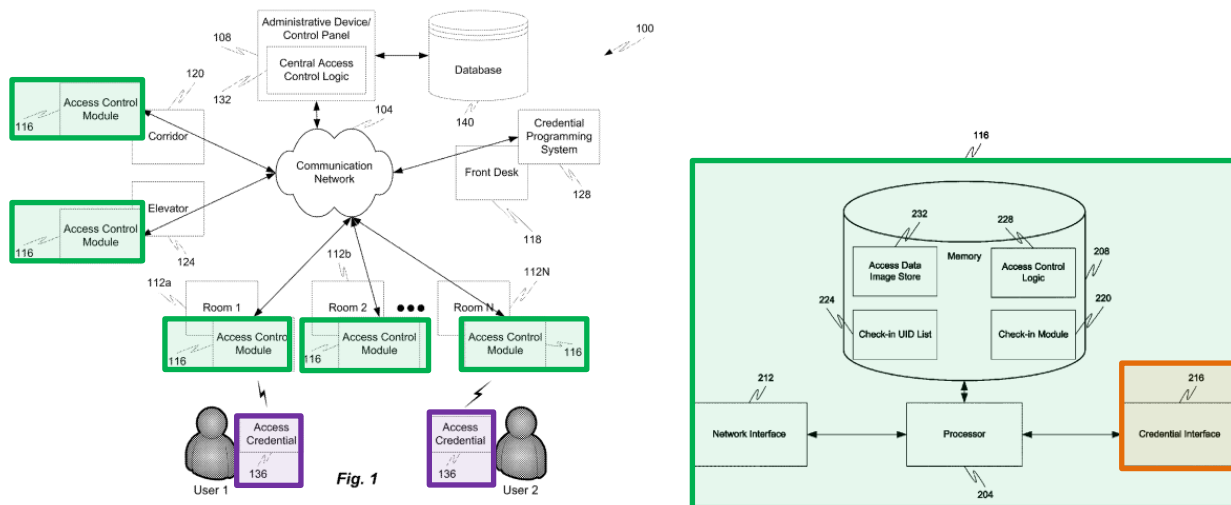 Administrative Device/
Control Panel
108
Central Access
Control Logic
132
Database
140
100
120
Access Control
Module
116
Corridor
104
Communication
Network
Credential
Programming
System
128
Front Desk
118
Elevator
Access Control
Module
116
124
112a
Room 1
112b
Room 2
112N
Room N
Access Control
Module
116
Access Control
Module
116
Access Control
Module
116
Access
Credential
136
User 1
Fig. 1
Access
Credential
136
User 2
116
232
228
Memory
208
Access Data
Image Store
Access Control
Logic
224
220
Check-in UID List
Check-in Module
212
216
Network Interface
Processor
Credential Interface
204